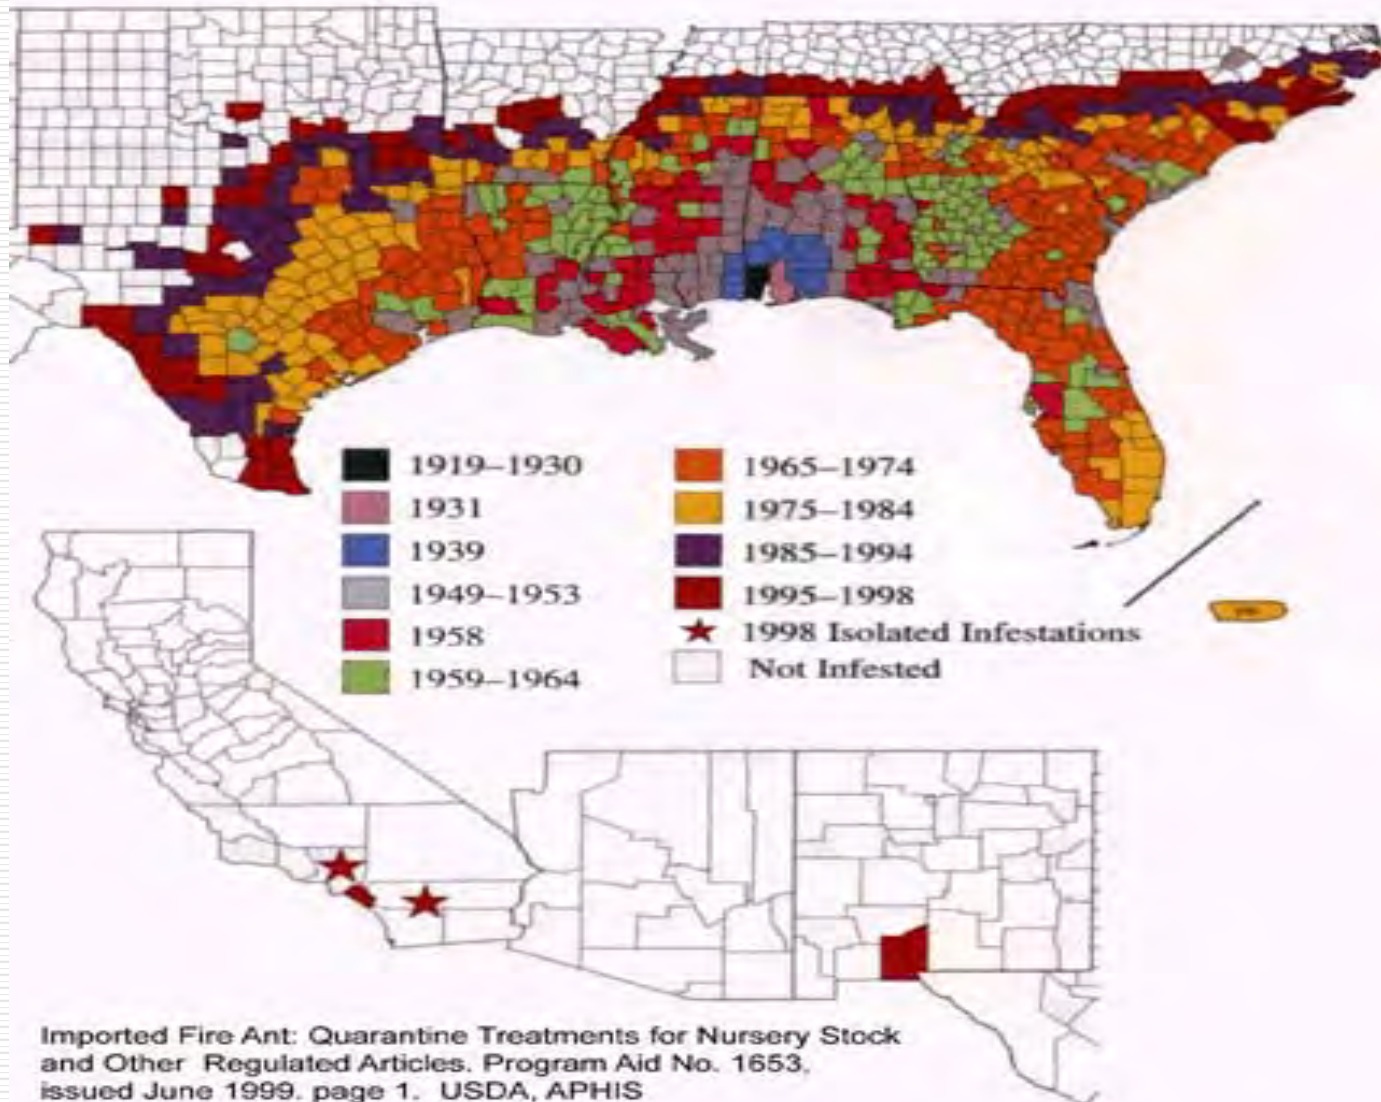 1919–1930
1931
1939
1949–1953
1958
1959–1964
1965–1974
1975–1984
1985–1994
1995–1998
1998 Isolated Infestations
Not Infested
Imported Fire Ant: Quarantine Treatments for Nursery Stock
and Other Regulated Articles. Program Aid No. 1653.
issued June 1999. page 1. USDA, APHIS